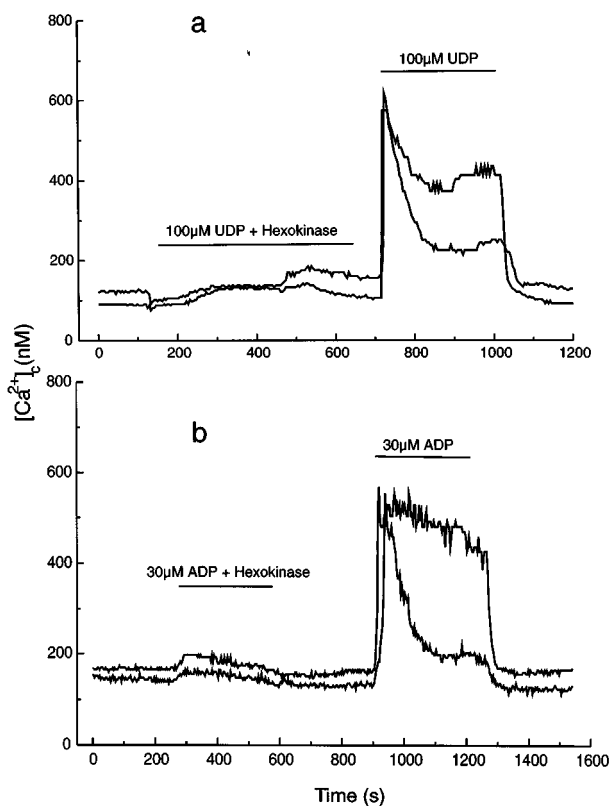 a
100µM UDP
800
600
400
200
0
100µM UDP + Hexokinase
0 200 400 600 800 1000 1200
[Ca²⁺]c(nM)
b
30µM ADP
800
600
400
200
0
30µM ADP + Hexokinase
0 200 400 600 800 1000 1200 1400 1600
Time (s)